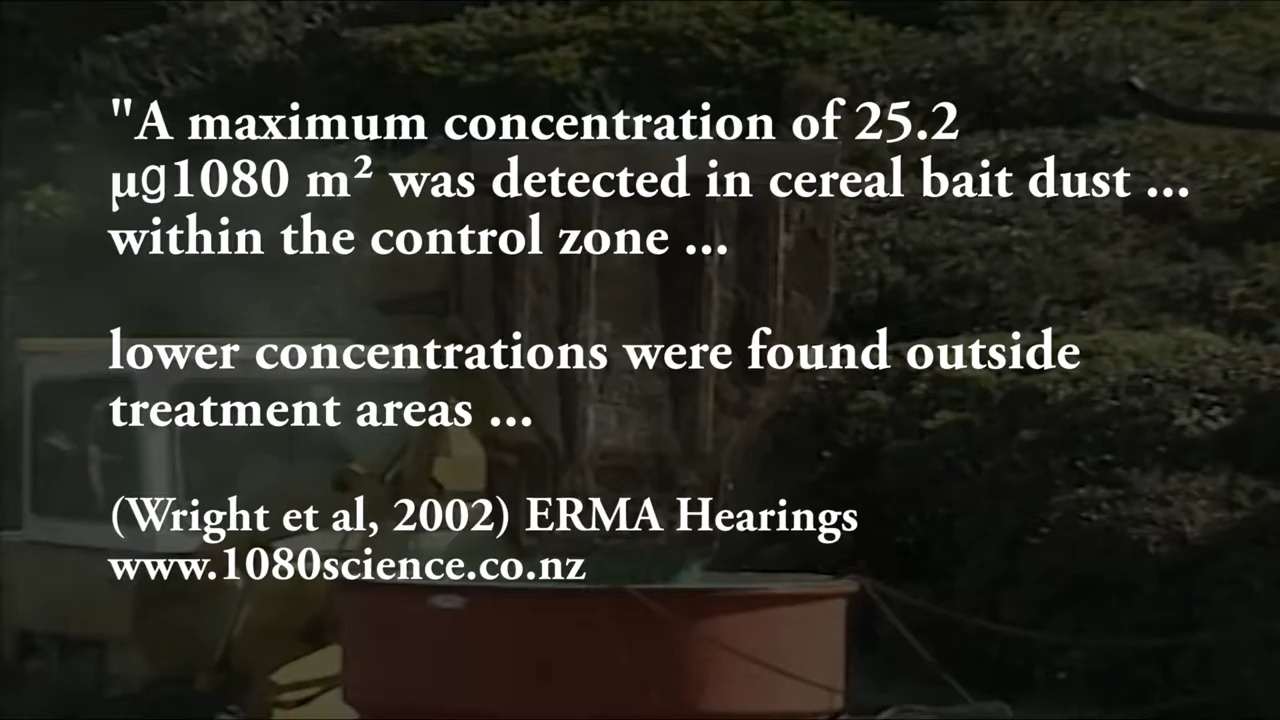 "A maximum concentration of 25.2
µg1080 m² was detected in cereal bait dust ...
within the control zone ...
lower concentrations were found outside
treatment areas ...
(Wright et al, 2002) ERMA Hearings
www.1080science.co.nz